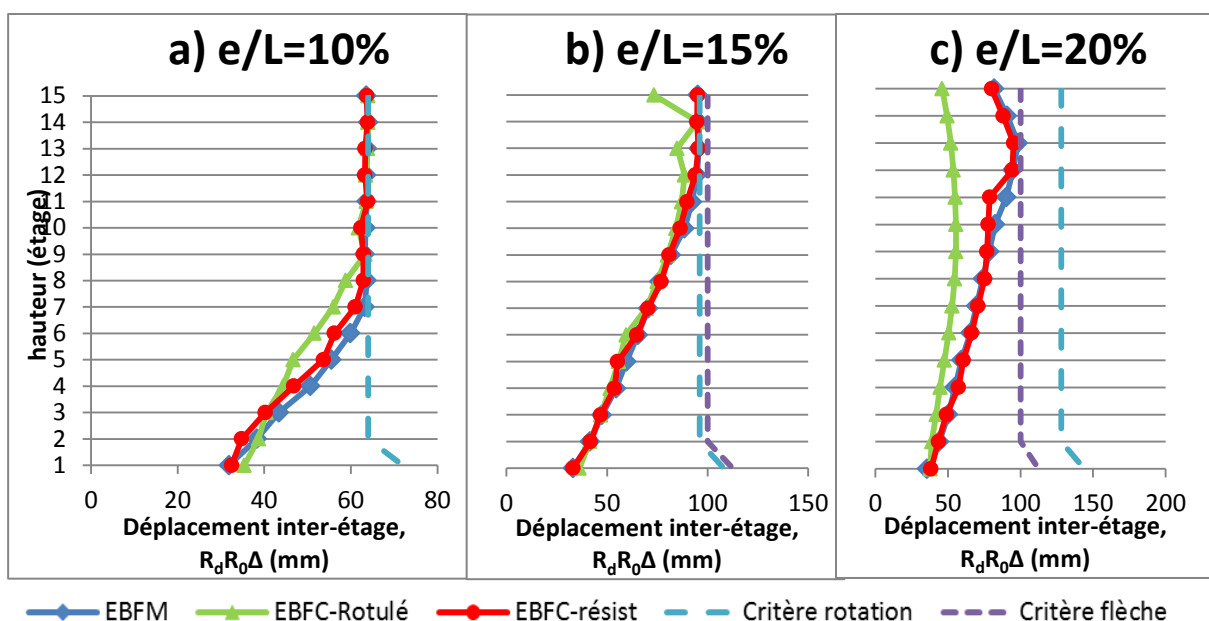 a) e/L=10%
b) e/L=15%
c) e/L=20%
hauteur (étage)
15
14
13
12
11
10
9
8
7
6
5
4
3
2
1
0 20 40 60 80
0 50 100 150
0 50 100 150 200
Déplacement inter-étage,
RdR0Δ (mm)
Déplacement inter-étage,
RdR0Δ (mm)
Déplacement inter-étage,
RdR0Δ (mm)
EBFM EBFC-Rotulé EBFC-résist Critère rotation Critère flèche